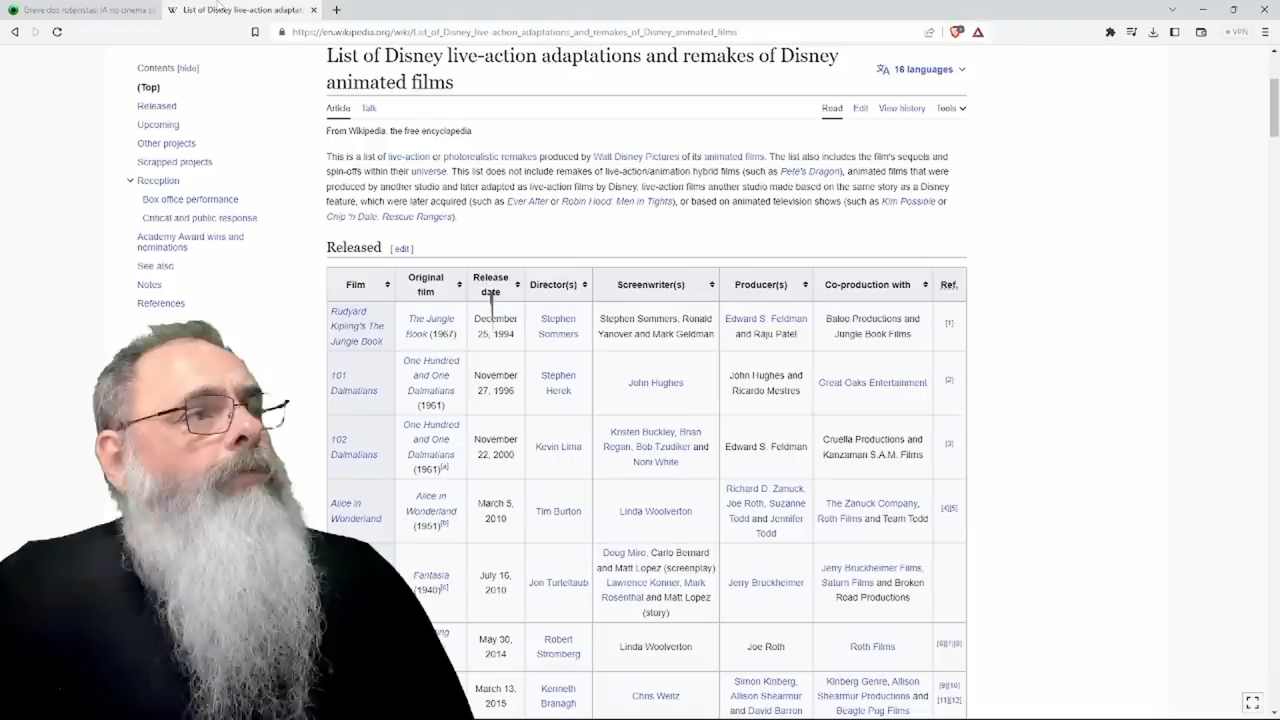 Greve dos roteiristas: IA no cinema s
List of Disney live-action adaptati
https://en.wikipedia.org/wiki/List_of_Disney_live-action_adaptations_and_remakes_of_Disney_animated_films
VPN
List of Disney live-action adaptations and remakes of Disney
animated films
16 languages
Contents [hide]
(Top)
Released
Upcoming
Other projects
Scrapped projects
Reception
Box office performance
Critical and public response
Academy Award wins and
nominations
See also
Notes
References
Article Talk
Read Edit View history Tools
From Wikipedia, the free encyclopedia
This is a list of live-action or photorealistic remakes produced by Walt Disney Pictures of its animated films. The list also includes the film's sequels and
spin-offs within their universe. This list does not include remakes of live-action/animation hybrid films (such as Pete's Dragon), animated films that were
produced by another studio and later adapted as live-action films by Disney, live-action films another studio made based on the same story as a Disney
feature, which were later acquired (such as Ever After or Robin Hood: Men in Tights), or based on animated television shows (such as Kim Possible or
Chip 'n Dale: Rescue Rangers).
Released [ edit ]
Film
Original
film
Release
date
Director(s)
Screenwriter(s)
Producer(s)
Co-production with
Ref.
Rudyard
Kipling's The
Jungle Book
The Jungle
Book (1967)
December
25, 1994
Stephen
Sommers
Stephen Sommers, Ronald
Yanover and Mark Geldman
Edward S. Feldman
and Raju Patel
Baloo Productions and
Jungle Book Films
[1]
101
Dalmatians
One Hundred
and One
Dalmatians
(1961)
November
27, 1996
Stephen
Herek
John Hughes
John Hughes and
Ricardo Mestres
Great Oaks Entertainment
[2]
102
Dalmatians
One Hundred
and One
Dalmatians
(1961)[a]
November
22, 2000
Kevin Lima
Kristen Buckley, Brian
Regan, Bob Tzudiker and
Noni White
Edward S. Feldman
Cruella Productions and
Kanzaman S.A.M. Films
[3]
Alice in
Wonderland
Alice in
Wonderland
(1951)[b]
March 5,
2010
Tim Burton
Linda Woolverton
Richard D. Zanuck,
Joe Roth, Suzanne
Todd and Jennifer
Todd
The Zanuck Company,
Roth Films and Team Todd
[4][5]
Fantasia
(1940)[c]
July 16,
2010
Jon Turteltaub
Doug Miro, Carlo Bernard
and Matt Lopez (screenplay)
Lawrence Konner, Mark
Rosenthal and Matt Lopez
(story)
Jerry Bruckheimer
Jerry Bruckheimer Films,
Saturn Films and Broken
Road Productions
May 30,
2014
Robert
Stromberg
Linda Woolverton
Joe Roth
Roth Films
[6][7][8]
March 13,
2015
Kenneth
Branagh
Chris Weitz
Simon Kinberg,
Allison Shearmur
and David Barron
Kinberg Genre, Allison
Shearmur Productions and
Beagle Pug Films
[9][10]
[11][12]